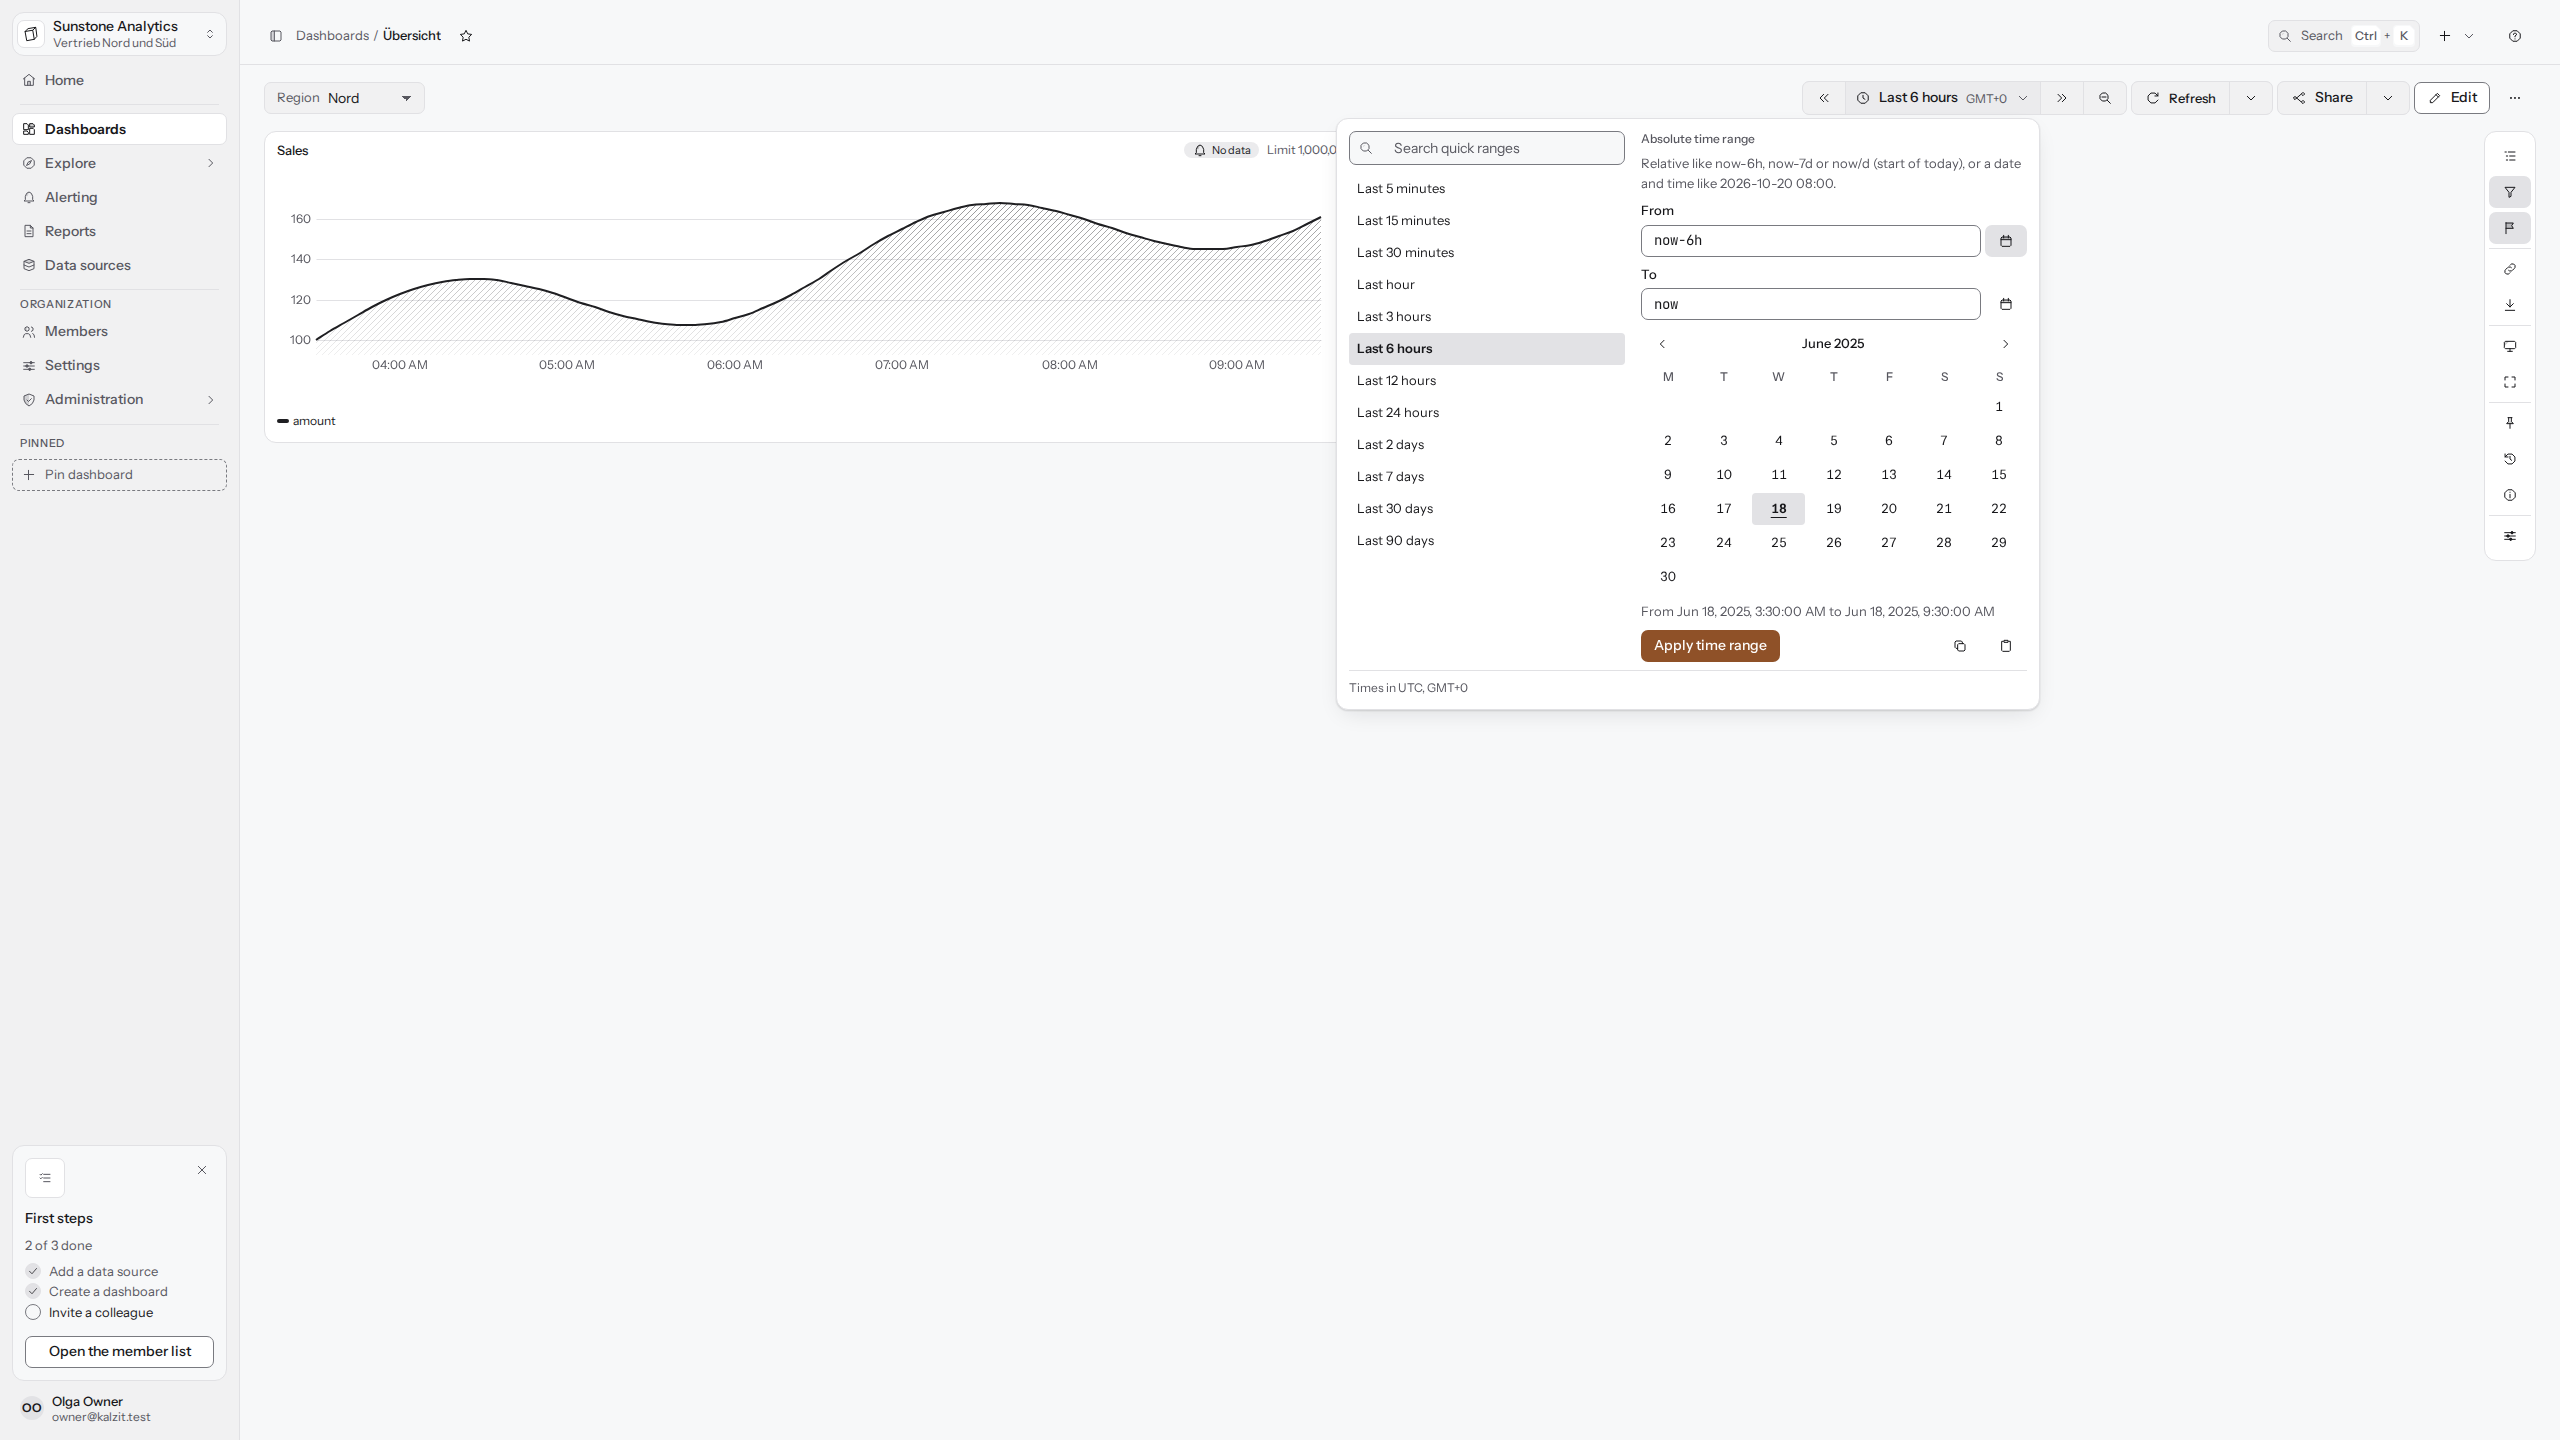 Sunstone Analytics
Vertrieb Nord und Süd
Home
Dashboards
Explore
Alerting
Reports
Data sources
ORGANIZATION
Members
Settings
Administration
PINNED
Pin dashboard
First steps
2 of 3 done
Add a data source
Create a dashboard
Invite a colleague
Open the member list
OO
Olga Owner
owner@kalzit.test
Dashboards / Übersicht
Search Ctrl + K
Region Nord
Last 6 hours GMT+0
Refresh
Share
Edit
Sales
No data
Limit 1,000,0
160
140
120
100
04:00 AM 05:00 AM 06:00 AM 07:00 AM 08:00 AM 09:00 AM
amount
Search quick ranges
Last 5 minutes
Last 15 minutes
Last 30 minutes
Last hour
Last 3 hours
Last 6 hours
Last 12 hours
Last 24 hours
Last 2 days
Last 7 days
Last 30 days
Last 90 days
Absolute time range
Relative like now-6h, now-7d or now/d (start of today), or a date
and time like 2026-10-20 08:00.
From
now-6h
To
now
June 2025
M T W T F S S
1
2 3 4 5 6 7 8
9 10 11 12 13 14 15
16 17 18 19 20 21 22
23 24 25 26 27 28 29
30
From Jun 18, 2025, 3:30:00 AM to Jun 18, 2025, 9:30:00 AM
Apply time range
Times in UTC, GMT+0